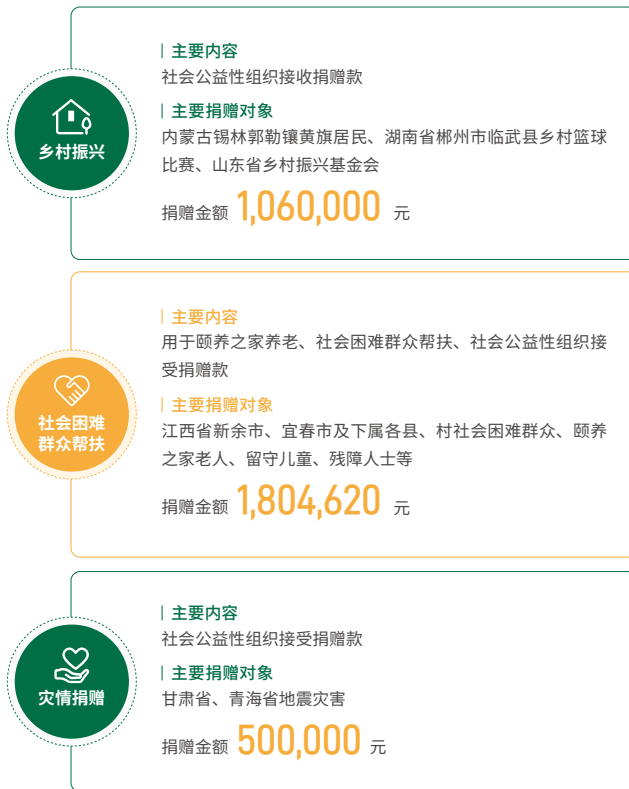 主要内容
社会公益性组织接收捐赠款
主要捐赠对象
内蒙古锡林郭勒镶黄旗居民、湖南省郴州市临武县乡村篮球
比赛、山东省乡村振兴基金会
捐赠金额 1,060,000 元
乡村振兴
主要内容
用于颐养之家养老、社会困难群众帮扶、社会公益性组织接
受捐赠款
主要捐赠对象
江西省新余市、宜春市及下属各县、村社会困难群众、颐养
之家老人、留守儿童、残障人士等
捐赠金额 1,804,620 元
社会困难
群众帮扶
主要内容
社会公益性组织接受捐赠款
主要捐赠对象
甘肃省、青海省地震灾害
捐赠金额 500,000 元
灾情捐赠